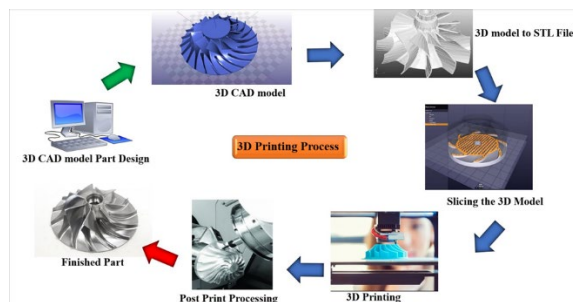 3D CAD model
3D model to STL File
3D CAD model Part Design
3D Printing Process
Slicing the 3D Model
Finished Part
Post Print Processing
3D Printing